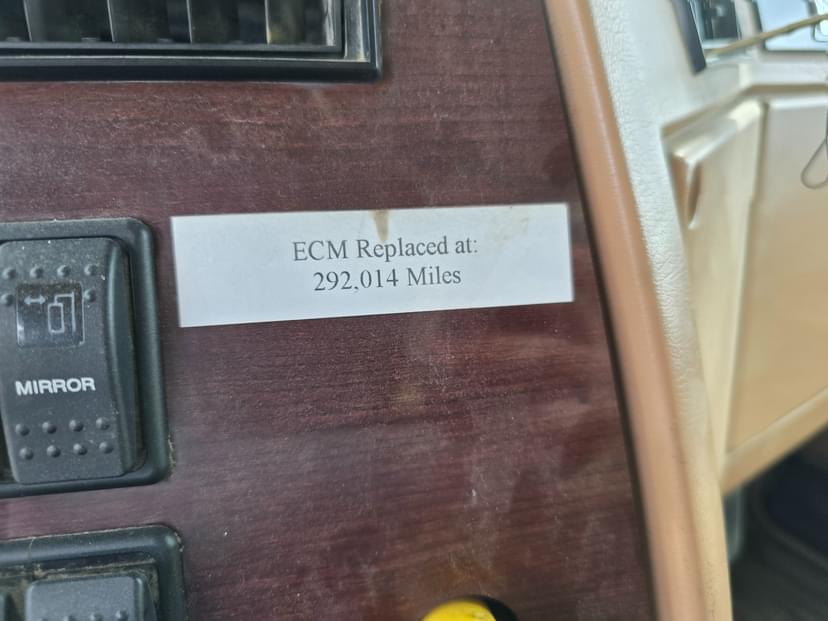 ECM Replaced at:
292,014 Miles
MIRROR